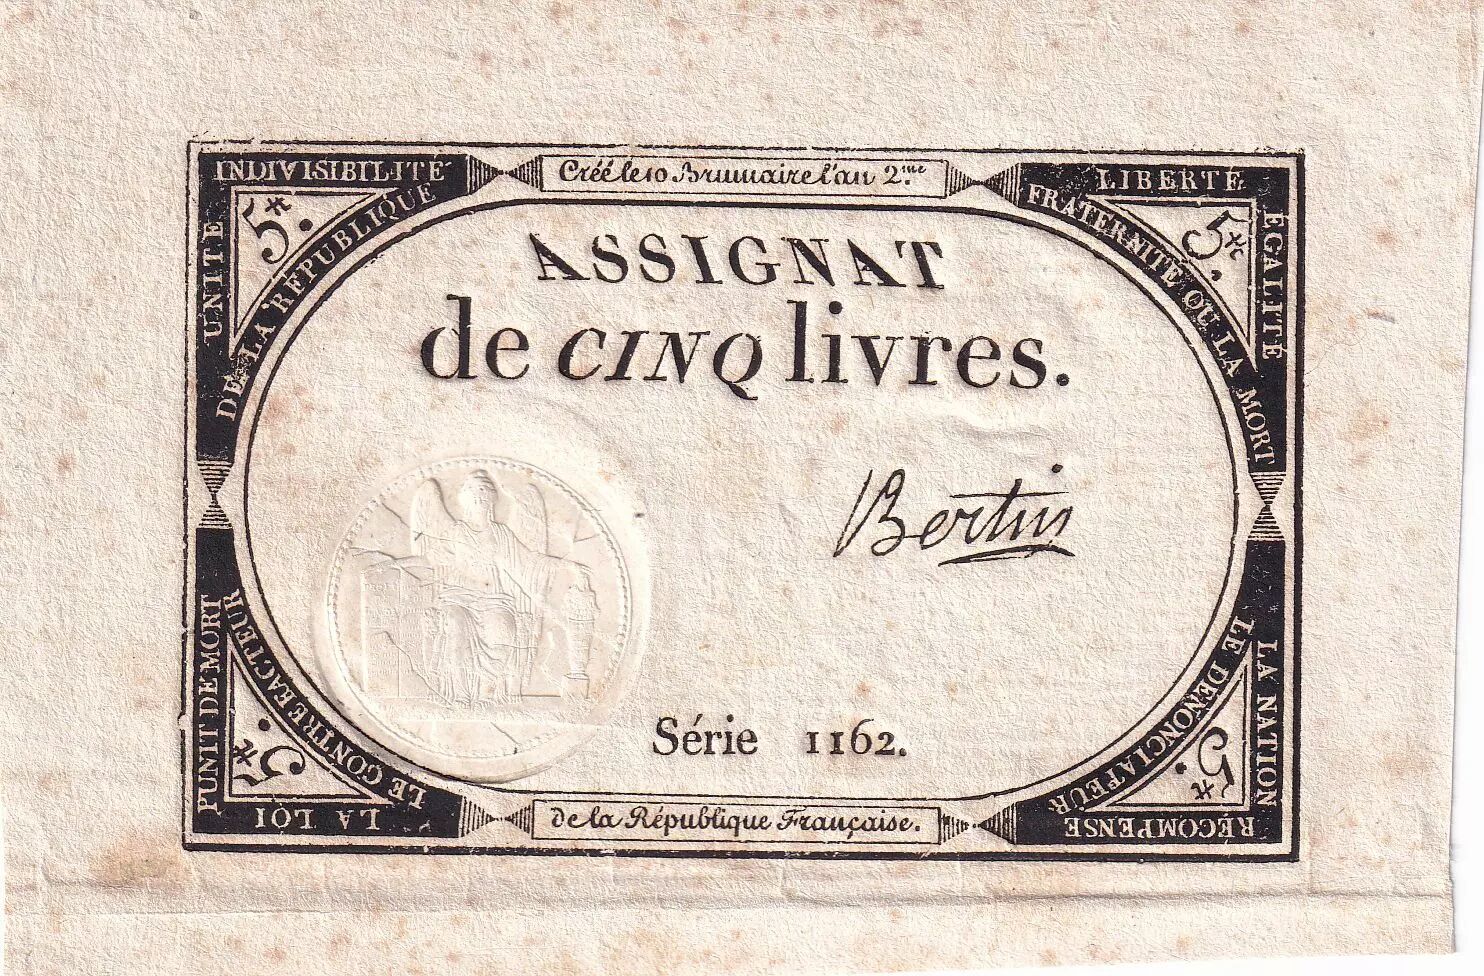 Créé le 10 Brumaire l'an 2.me
UNITÉ INDIVISIBILITÉ
DE LA RÉPUBLIQUE
5.₶
LIBERTÉ EGALITÉ
FRATERNITÉ OU LA MORT
5.₶
ASSIGNAT
de CINQ livres.
Bertin
Série 1162.
LA LOI PUNIT DE MORT
LE CONTREFACTEUR
5.₶
LA NATION RÉCOMPENSE
LE DENONCIATEUR
5.₶
de la République Française.